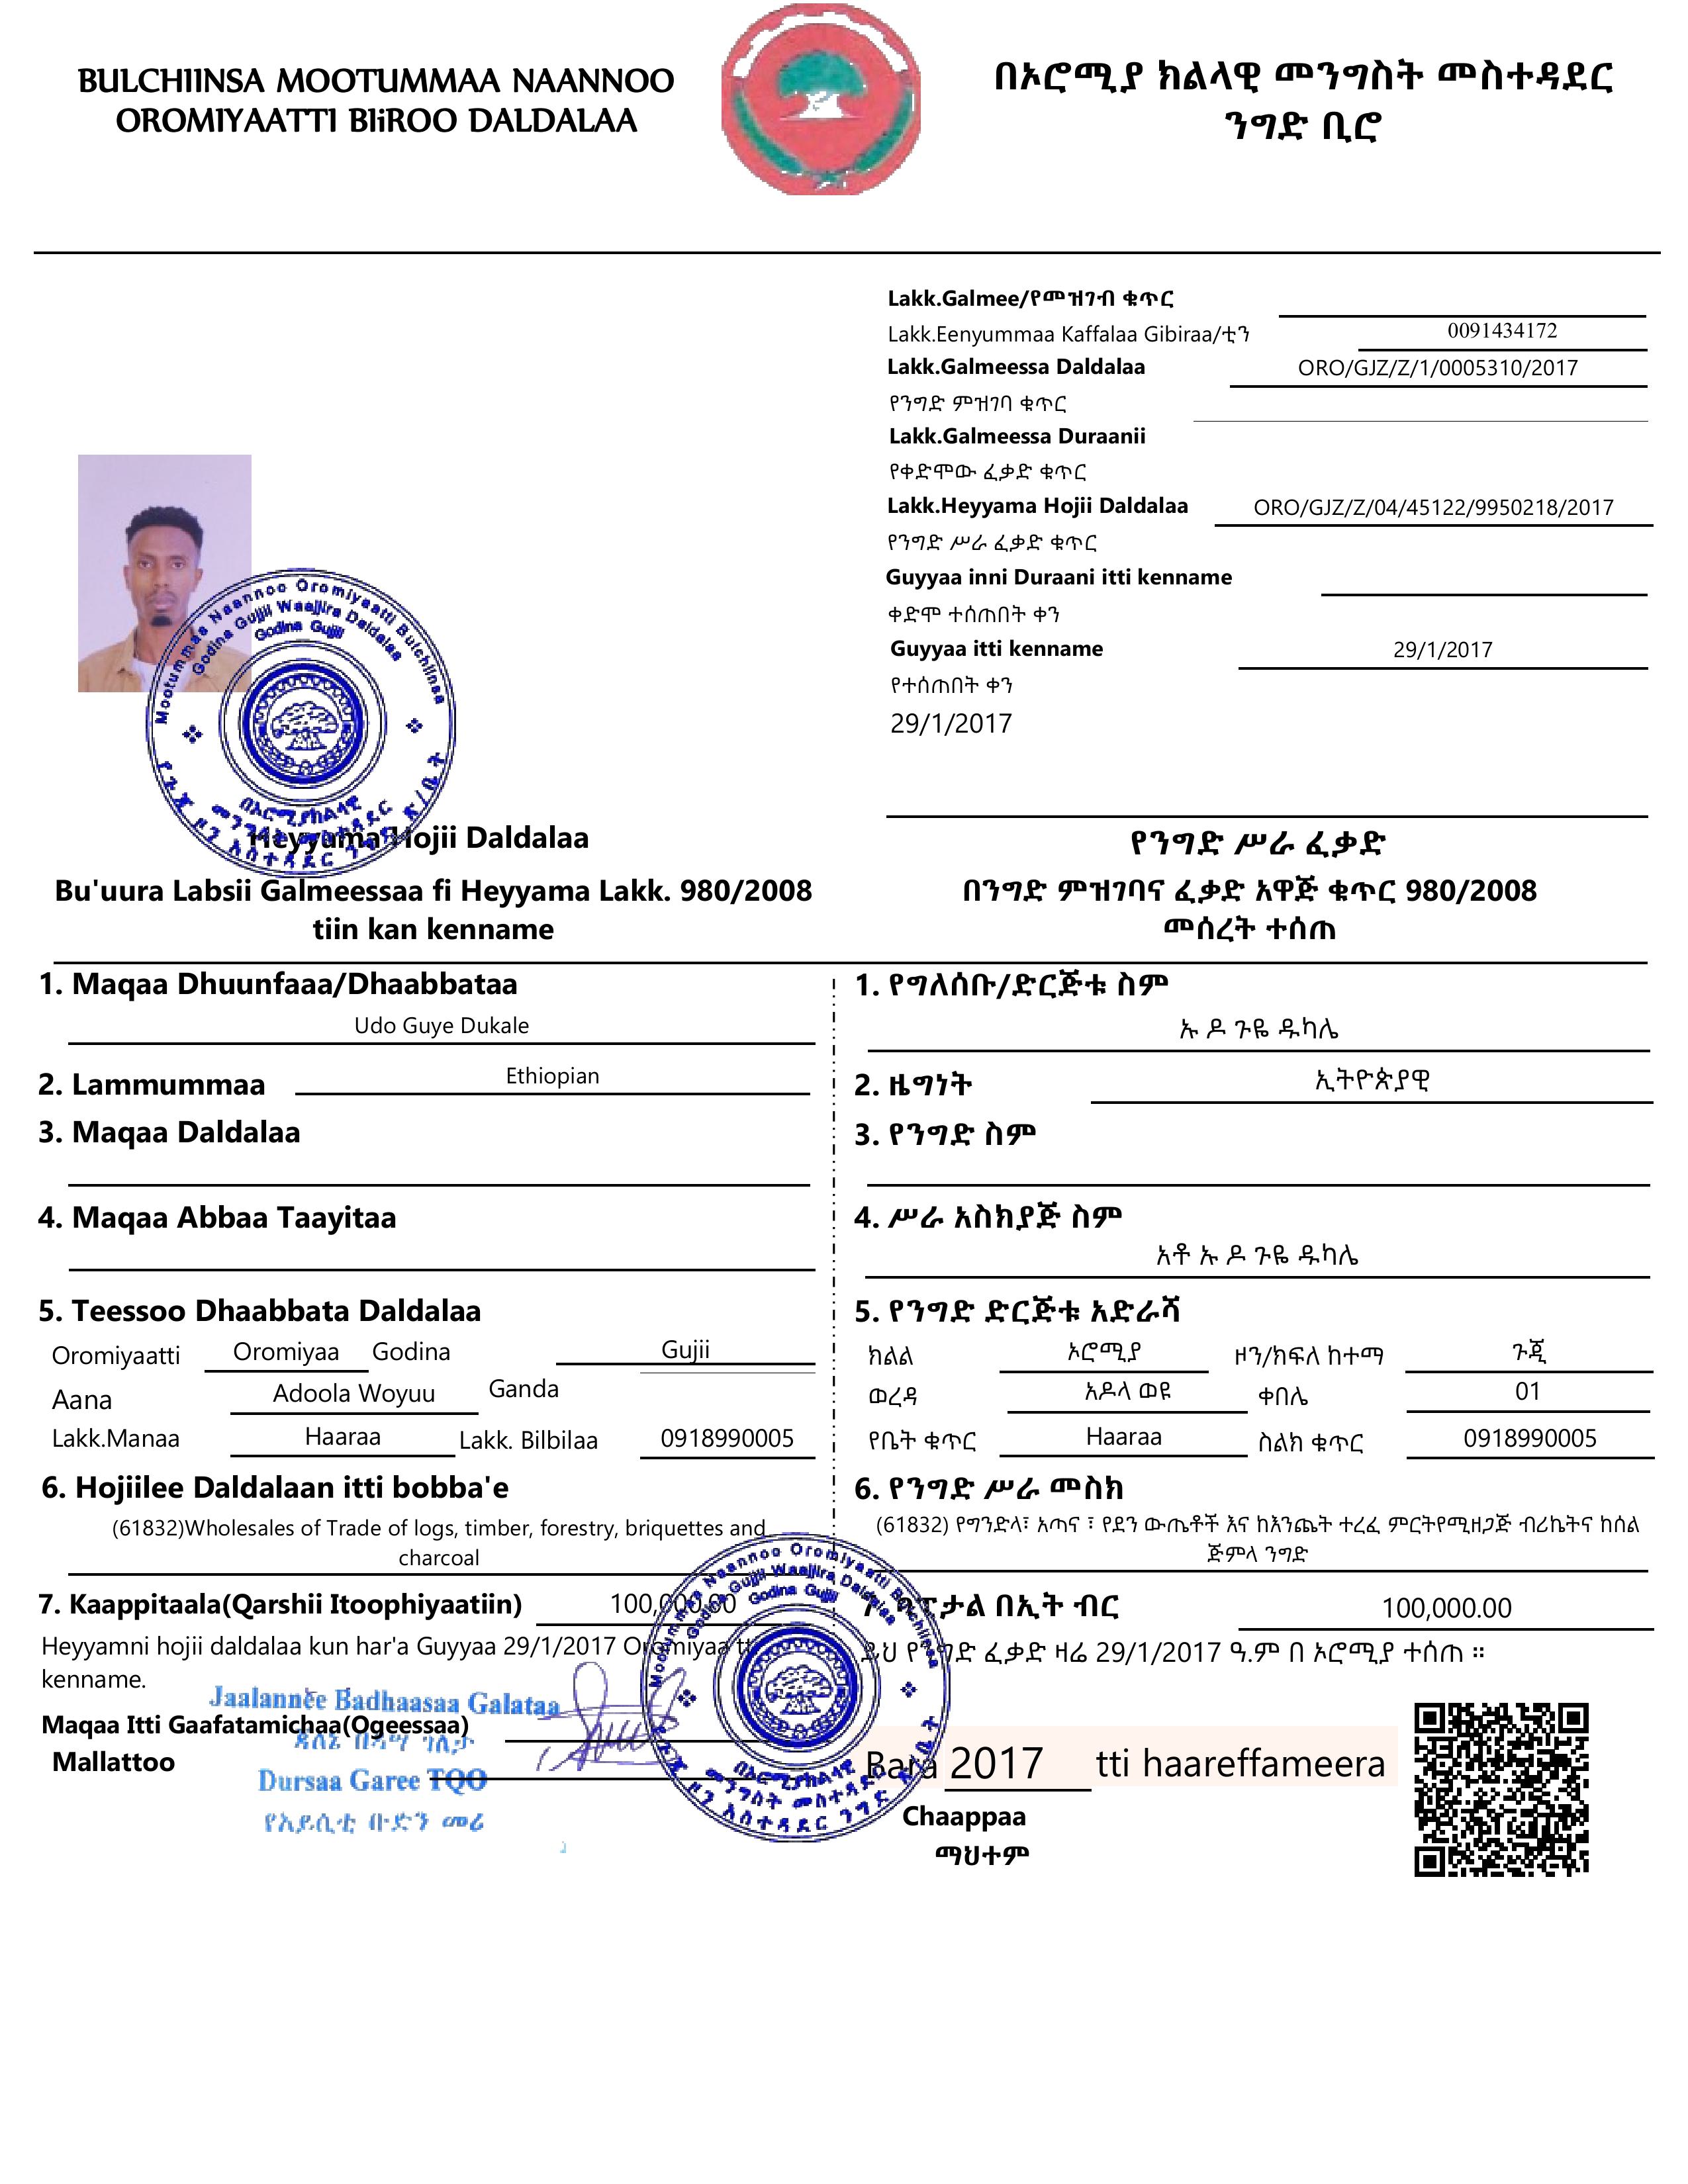 BULCHIINSA MOOTUMMAA NAANNOO
OROMIYAATTI BIiROO DALDALAA
በኦሮሚያ ክልላዊ መንግስት መስተዳደር
ንግድ ቢሮ
Lakk.Galmee/የመዝገብ ቁጥር
Lakk.Eenyummaa Kaffalaa Gibiraa/ቲን 0091434172
Lakk.Galmeessa Daldalaa ORO/GJZ/Z/1/0005310/2017
የንግድ ምዝገባ ቁጥር
Lakk.Galmeessa Duraanii
የቀድሞው ፈቃድ ቁጥር
Lakk.Heyyama Hojii Daldalaa ORO/GJZ/Z/04/45122/9950218/2017
የንግድ ሥራ ፈቃድ ቁጥር
Guyyaa inni Duraani itti kenname
ቀድሞ ተሰጠበት ቀን
Guyyaa itti kenname 29/1/2017
የተሰጠበት ቀን
29/1/2017
Mootummaa Naannoo Oromiyaatti Bulchiinsa
Godina Gujii Waajjira Daldalaa
Godina Gujii
Heyyuma Hojii Daldalaa
Bu'uura Labsii Galmeessaa fi Heyyama Lakk. 980/2008
tiin kan kenname
የንግድ ሥራ ፈቃድ
በንግድ ምዝገባና ፈቃድ አዋጅ ቁጥር 980/2008
መሰረት ተሰጠ
1. Maqaa Dhuunfaaa/Dhaabbataa
Udo Guye Dukale
2. Lammummaa Ethiopian
3. Maqaa Daldalaa
4. Maqaa Abbaa Taayitaa
5. Teessoo Dhaabbata Daldalaa
Oromiyaatti Oromiyaa Godina Gujii
Aana Adoola Woyuu Ganda
Lakk.Manaa Haaraa Lakk. Bilbilaa 0918990005
6. Hojiilee Daldalaan itti bobba'e
(61832)Wholesales of Trade of logs, timber, forestry, briquettes and
charcoal
7. Kaappitaala(Qarshii Itoophiyaatiin) 100,000.00
Heyyamni hojii daldalaa kun har'a Guyyaa 29/1/2017 Oromiyaa tti
kenname.
1. የግለሰቡ/ድርጅቱ ስም
ኡ ዶ ጉዬ ዱካሌ
2. ዜግነት ኢትዮጵያዊ
3. የንግድ ስም
4. ሥራ አስክያጅ ስም
አቶ ኡ ዶ ጉዬ ዱካሌ
5. የንግድ ድርጅቱ አድራሻ
ክልል ኦሮሚያ ዞን/ክፍለ ከተማ ጉጂ
ወረዳ አዶላ ወዩ ቀበሌ 01
የቤት ቁጥር Haaraa ስልክ ቁጥር 0918990005
6. የንግድ ሥራ መስክ
(61832) የግንድላ፣ አጣና ፣ የደን ውጤቶች እና ከእንጨት ተረፈ ምርትየሚዘጋጅ ብሪኬትና ከሰል
ጅምላ ንግድ
በኢት ብር 100,000.00
ይህ የንግድ ፈቃድ ዛሬ 29/1/2017 ዓ.ም በ ኦሮሚያ ተሰጠ ።
Jaalannee Badhaasaa Galataa
Maqaa Itti Gaafatamichaa(Ogeessaa)
Mallattoo
Dursaa Garee TQO
የአይሲቲ ቡድን መሪ
Mootummaa Naannoo Oromiyaatti Bulchiinsa
Godina Gujii Waajjira Daldalaa
Godina Gujii
Bara 2017 tti haareffameera
Chaappaa
ማህተም